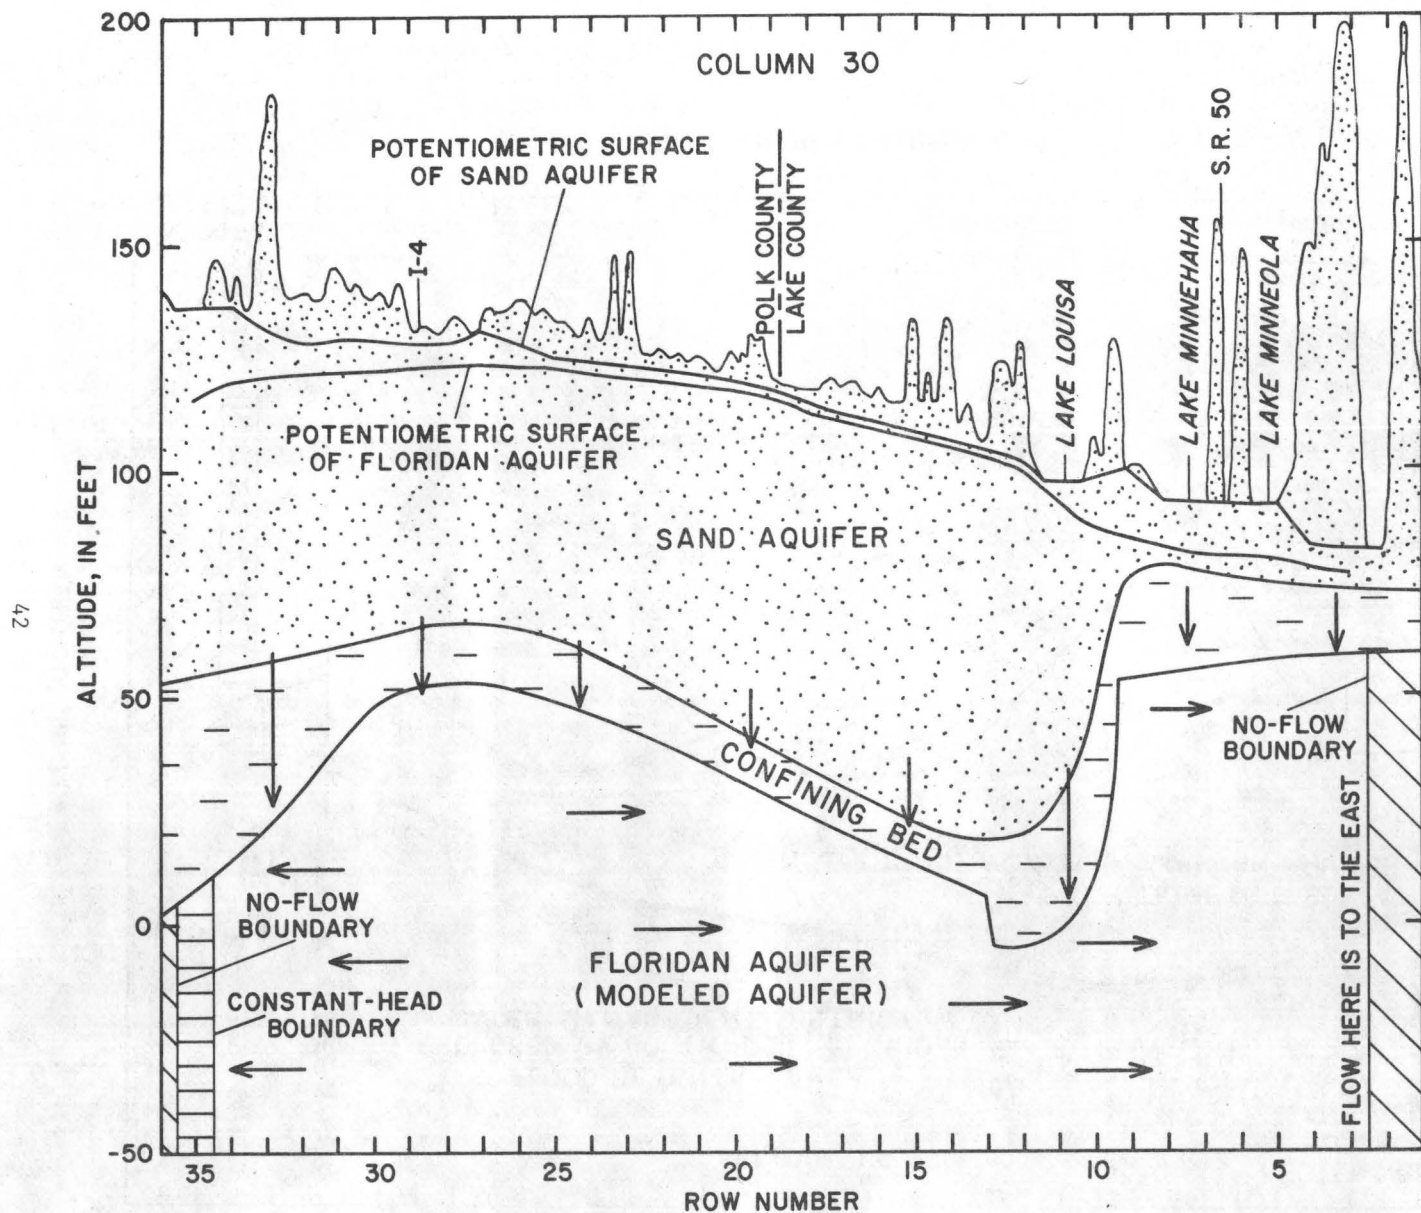 COLUMN 30
200
150
100
50
0
-50
ALTITUDE, IN FEET
42
POTENTIOMETRIC SURFACE
OF SAND AQUIFER
I-4
POLK COUNTY
LAKE COUNTY
S.R. 50
LAKE LOUISA
LAKE MINNEHAHA
LAKE MINNEOLA
POTENTIOMETRIC SURFACE
OF FLORIDAN AQUIFER
SAND AQUIFER
CONFINING BED
NO-FLOW
BOUNDARY
FLOW HERE IS TO THE EAST
NO-FLOW
BOUNDARY
CONSTANT-HEAD
BOUNDARY
FLORIDAN AQUIFER
(MODELED AQUIFER)
35 30 25 20 15 10 5
ROW NUMBER